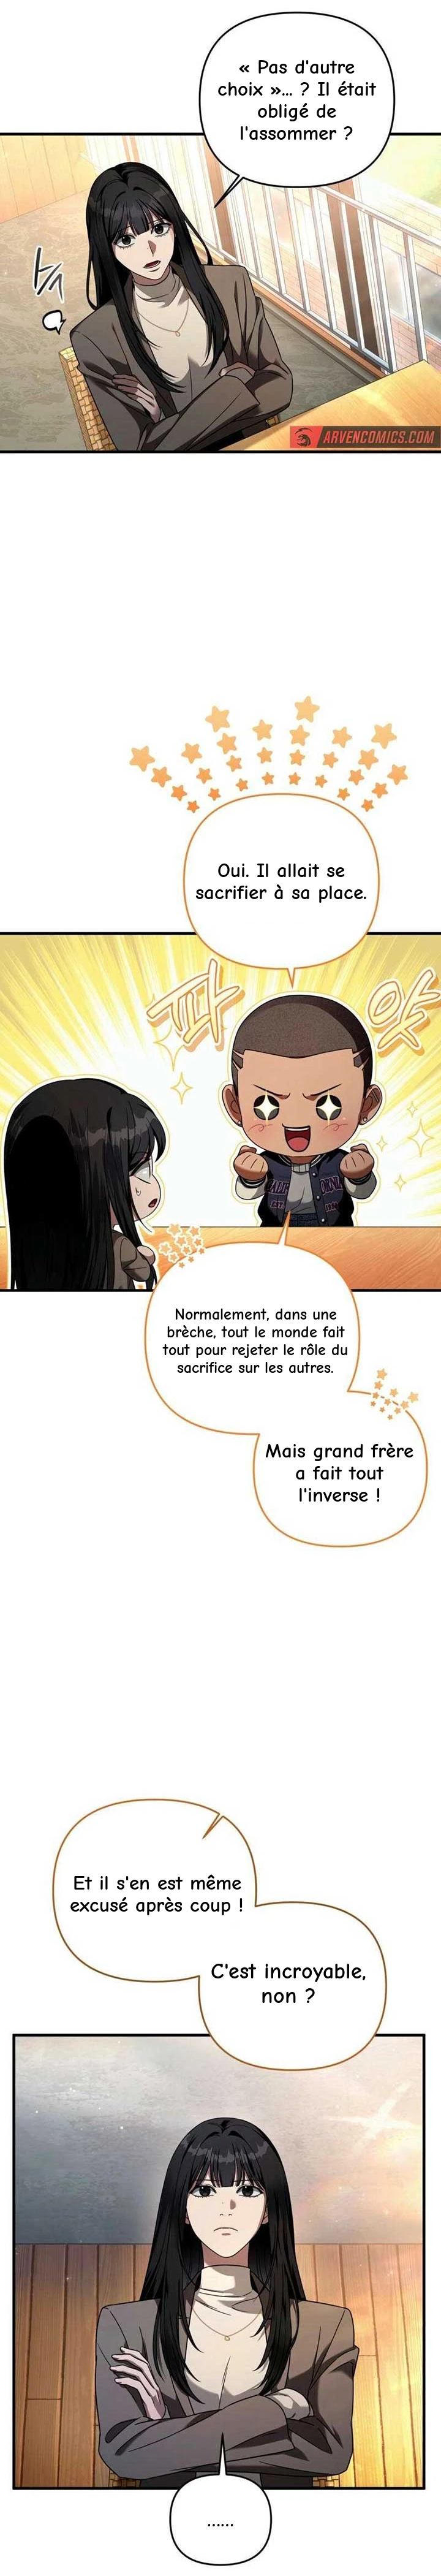 « Pas d'autre
choix »... ? Il était
obligé de
l'assommer ?
ARVENCOMICS.COM
Oui. Il allait se
sacrifier à sa place.
파
앗
Normalement, dans une
brèche, tout le monde fait
tout pour rejeter le rôle du
sacrifice sur les autres.
Mais grand frère
a fait tout
l'inverse !
Et il s'en est même
excusé après coup !
C'est incroyable,
non ?
......